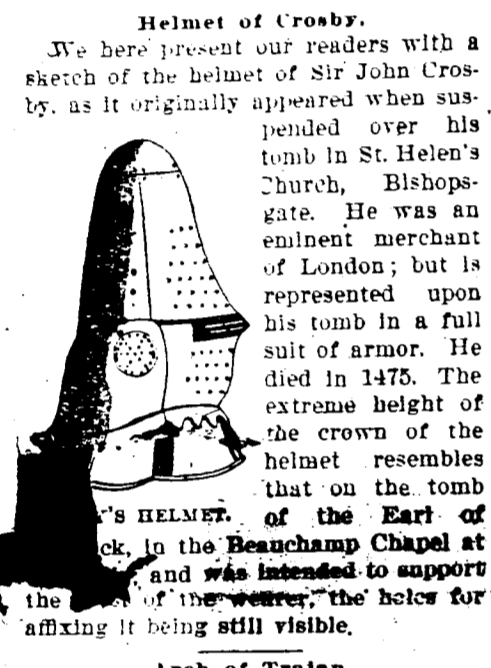 Helmet of Crosby.
We here present our readers with a
sketch of the helmet of Sir John Cros-
by, as it originally appeared when sus-
pended over his
tomb in St. Helen's
Church, Bishops-
gate. He was an
eminent merchant
of London; but is
represented upon
his tomb in a full
suit of armor. He
died in 1475. The
extreme height of
the crown of the
helmet resembles
that on the tomb
'S HELMET. of the Earl of
ck, in the Beauchamp Chapel at
and was intended to support
the of the wearer, the holes for
affixing it being still visible.
Arch of Trajan